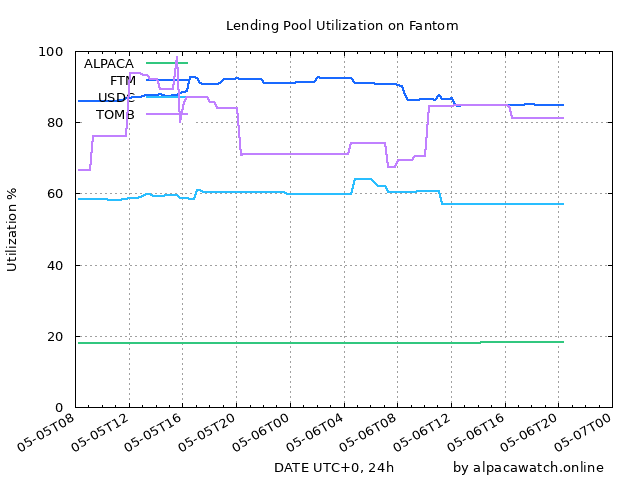 Lending Pool Utilization on Fantom
100
80
60
40
20
0
Utilization %
ALPACA
FTM
USDC
TOMB
05-05T08
05-05T12
05-05T16
05-05T20
05-06T00
05-06T04
05-06T08
05-06T12
05-06T16
05-06T20
05-07T00
DATE UTC+0, 24h
by alpacawatch.online